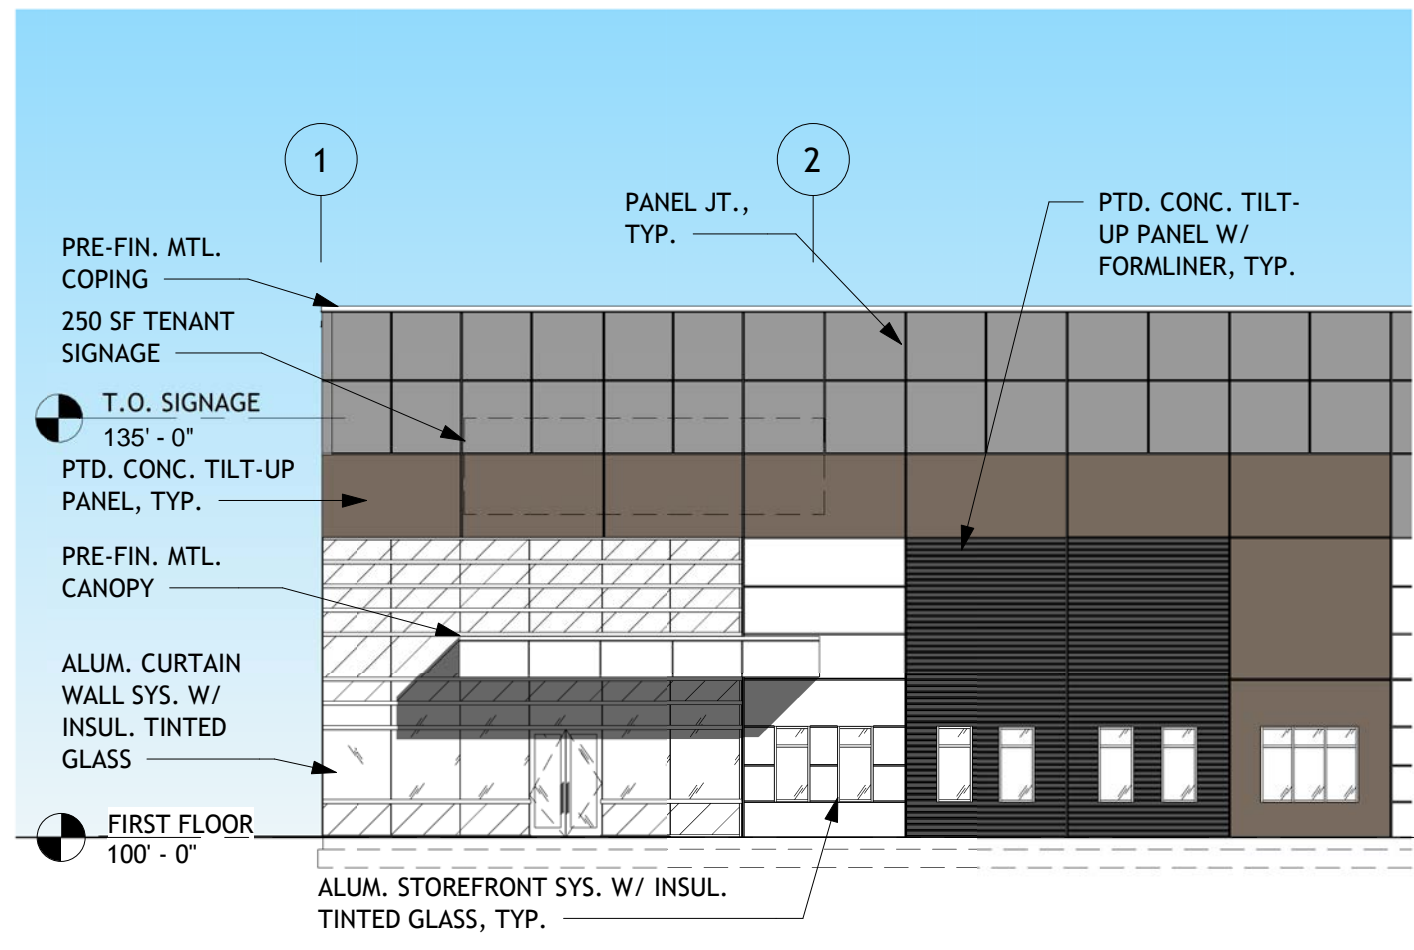 1
2
PANEL JT.,
TYP.
PTD. CONC. TILT-
UP PANEL W/
FORMLINER, TYP.
PRE-FIN. MTL.
COPING
250 SF TENANT
SIGNAGE
T.O. SIGNAGE
135' - 0"
PTD. CONC. TILT-UP
PANEL, TYP.
PRE-FIN. MTL.
CANOPY
ALUM. CURTAIN
WALL SYS. W/
INSUL. TINTED
GLASS
FIRST FLOOR
100' - 0"
ALUM. STOREFRONT SYS. W/ INSUL.
TINTED GLASS, TYP.